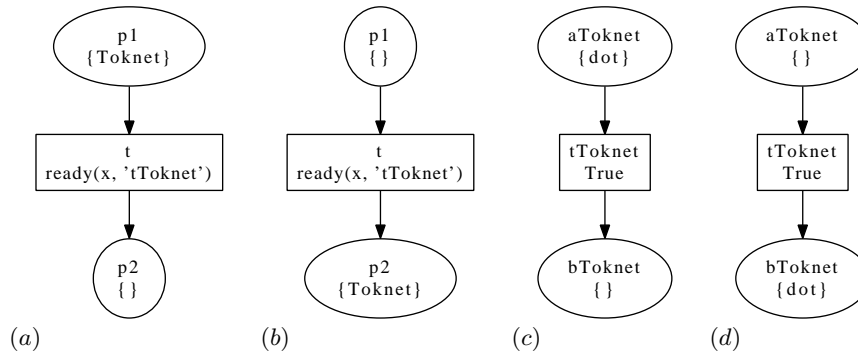 p1
{Toknet}
t
ready(x, 'tToknet')
p2
{}
(a)
p1
{}
t
ready(x, 'tToknet')
p2
{Toknet}
(b)
aToknet
{dot}
tToknet
True
bToknet
{}
(c)
aToknet
{}
tToknet
True
bToknet
{dot}
(d)